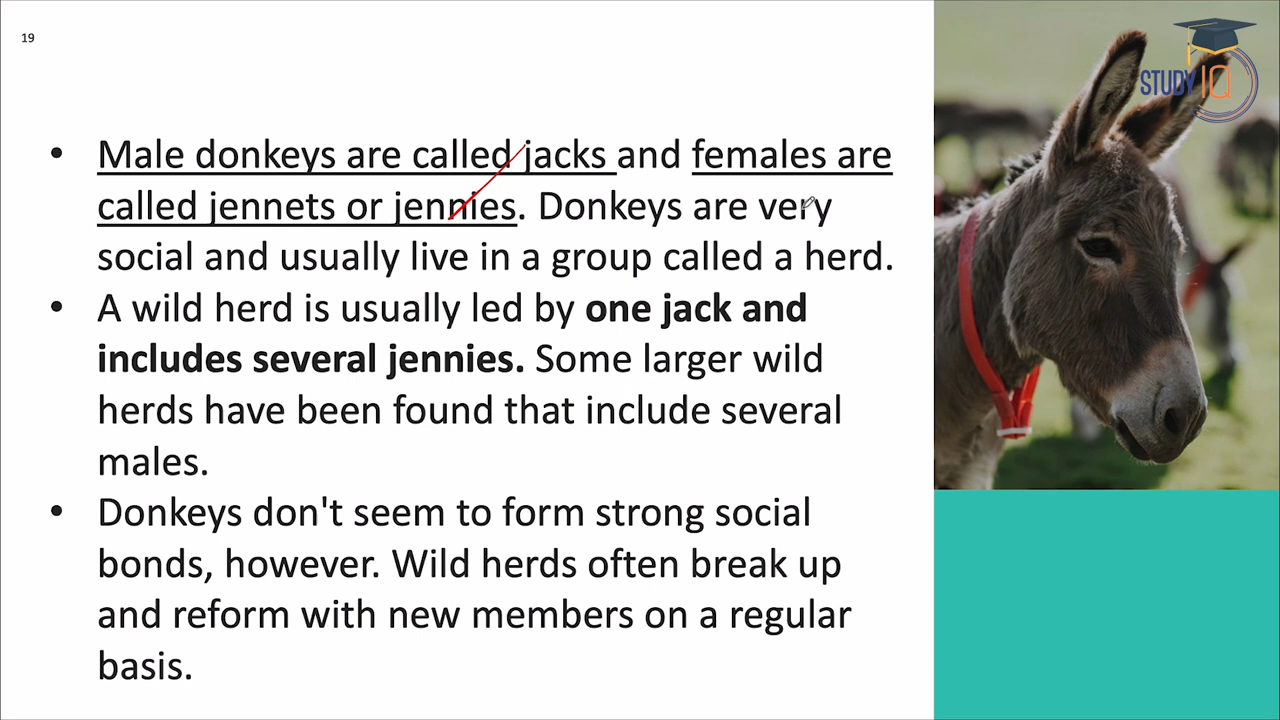 19
STUDY IQ
• Male donkeys are called jacks and females are
called jennets or jennies. Donkeys are very
social and usually live in a group called a herd.
• A wild herd is usually led by one jack and
includes several jennies. Some larger wild
herds have been found that include several
males.
• Donkeys don't seem to form strong social
bonds, however. Wild herds often break up
and reform with new members on a regular
basis.